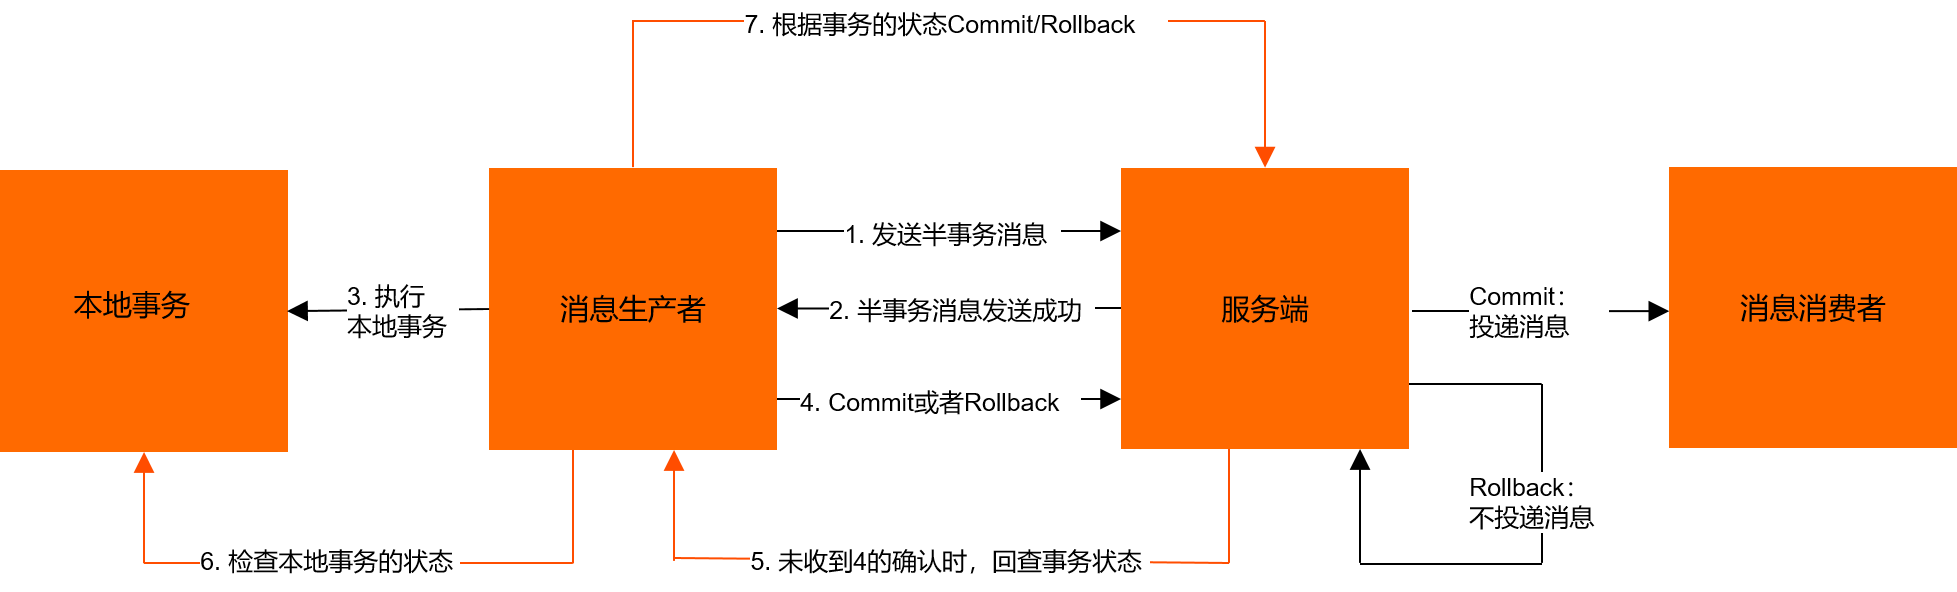 7. 根据事务的状态Commit/Rollback
1. 发送半事务消息
本地事务
3. 执行
本地事务
消息生产者
2. 半事务消息发送成功
服务端
Commit：
投递消息
消息消费者
4. Commit或者Rollback
Rollback：
不投递消息
6. 检查本地事务的状态
5. 未收到4的确认时，回查事务状态